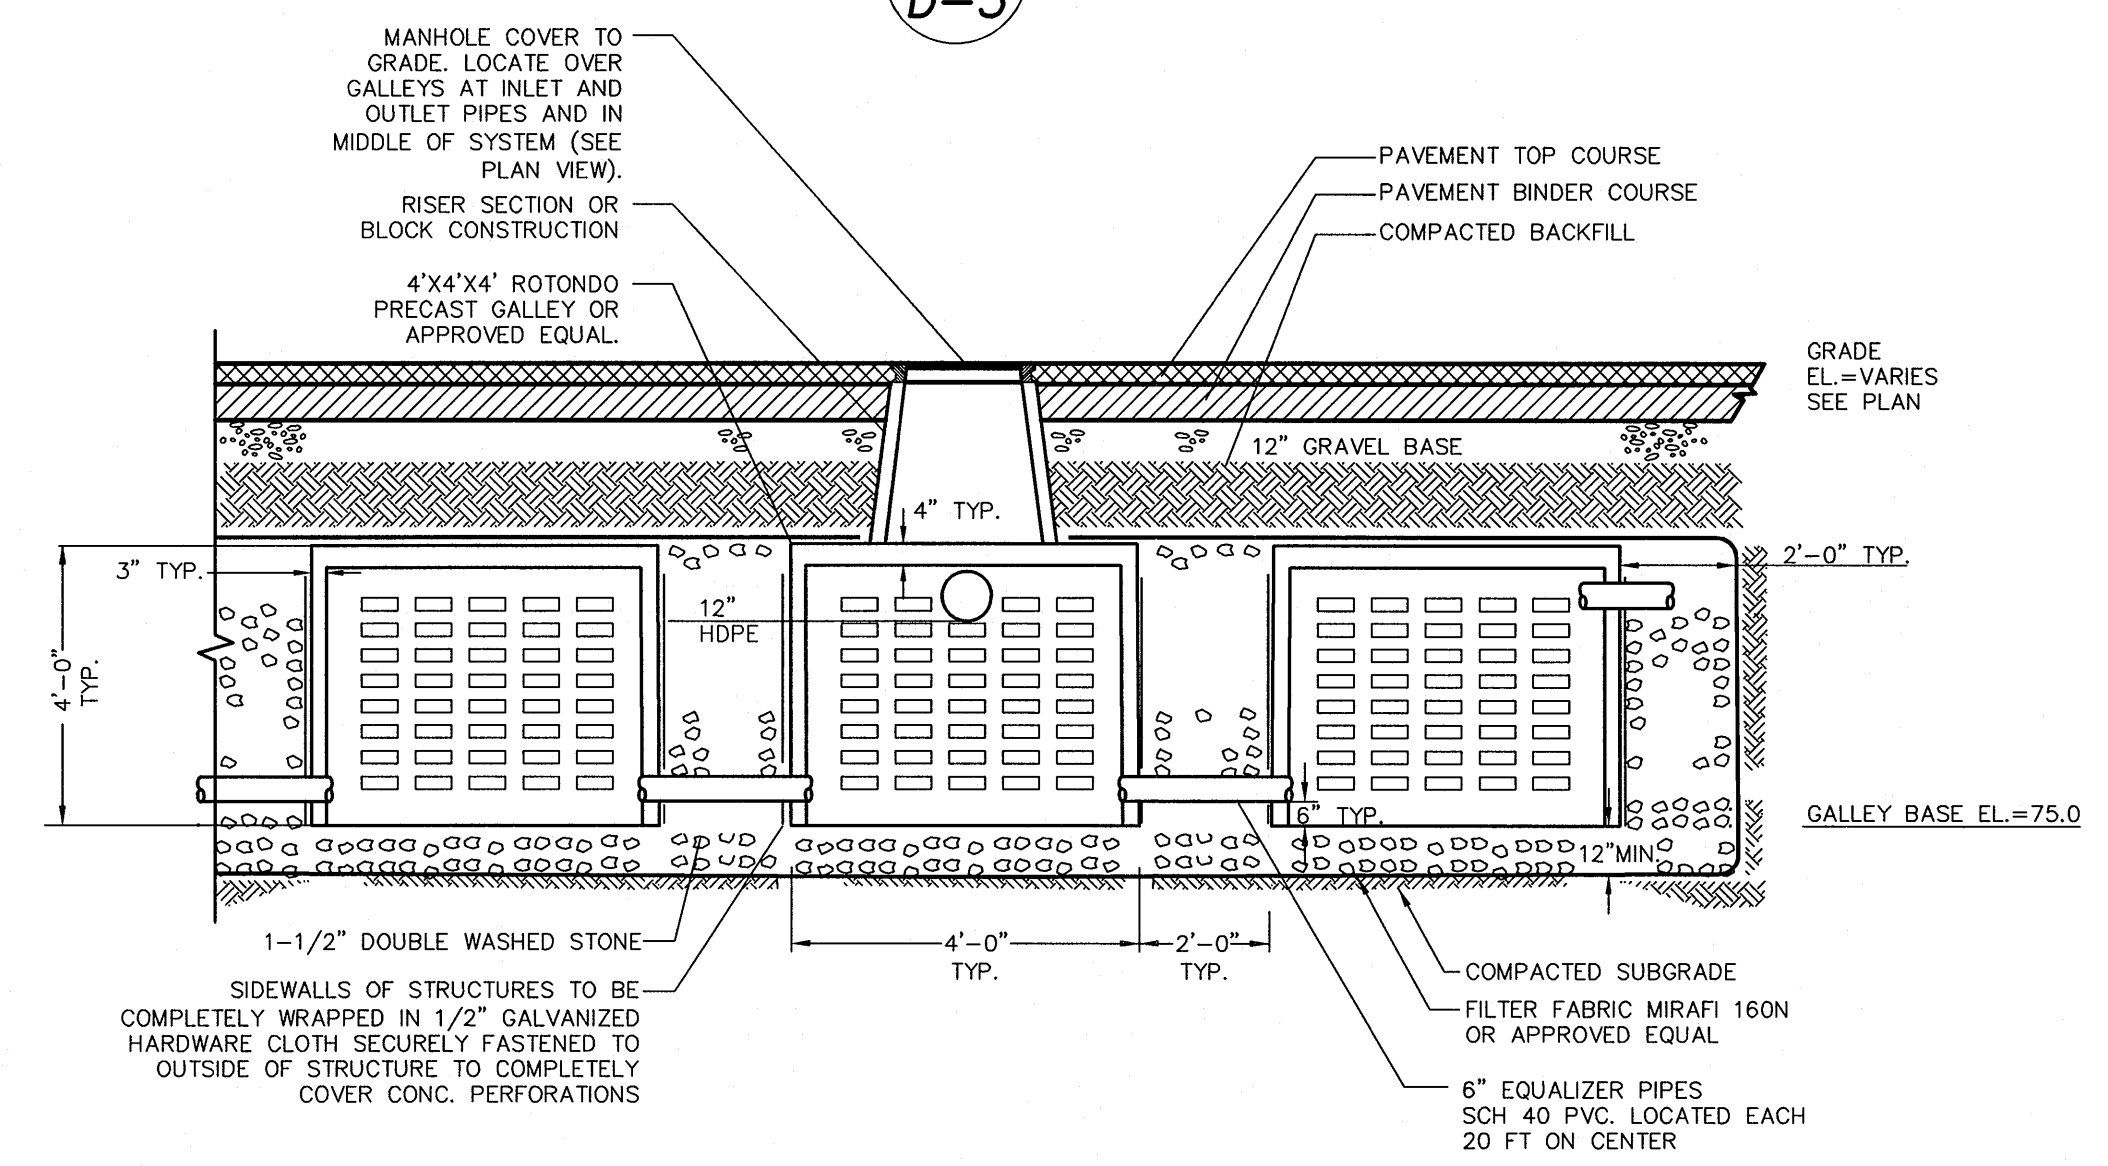 D-5
MANHOLE COVER TO
GRADE. LOCATE OVER
GALLEYS AT INLET AND
OUTLET PIPES AND IN
MIDDLE OF SYSTEM (SEE
PLAN VIEW).
RISER SECTION OR
BLOCK CONSTRUCTION
4'X4'X4' ROTONDO
PRECAST GALLEY OR
APPROVED EQUAL.
PAVEMENT TOP COURSE
PAVEMENT BINDER COURSE
COMPACTED BACKFILL
GRADE
EL.=VARIES
SEE PLAN
12" GRAVEL BASE
4" TYP.
3" TYP.
2'-0" TYP.
12"
HDPE
4'-0"
TYP.
6" TYP.
GALLEY BASE EL.=75.0
12"MIN.
1-1/2" DOUBLE WASHED STONE
4'-0"
TYP.
2'-0"
TYP.
SIDEWALLS OF STRUCTURES TO BE
COMPLETELY WRAPPED IN 1/2" GALVANIZED
HARDWARE CLOTH SECURELY FASTENED TO
OUTSIDE OF STRUCTURE TO COMPLETELY
COVER CONC. PERFORATIONS
COMPACTED SUBGRADE
FILTER FABRIC MIRAFI 160N
OR APPROVED EQUAL
6" EQUALIZER PIPES
SCH 40 PVC. LOCATED EACH
20 FT ON CENTER